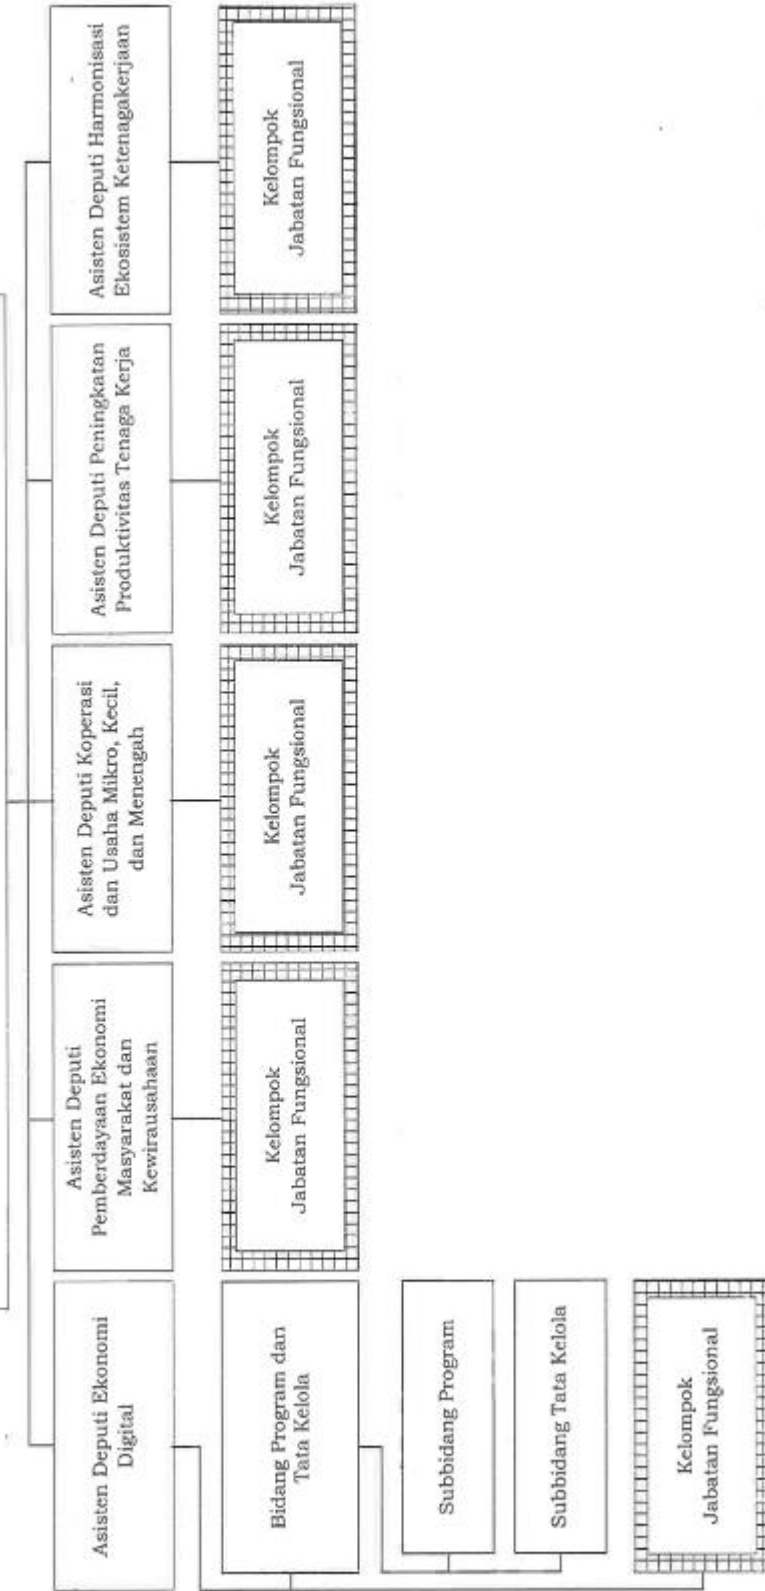 Asisten Deputi Ekonomi
Digital
Asisten Deputi
Pemberdayaan Ekonomi
Masyarakat dan
Kewirausahaan
Asisten Deputi Koperasi
dan Usaha Mikro, Kecil,
dan Menengah
Asisten Deputi Peningkatan
Produktivitas Tenaga Kerja
Asisten Deputi Harmonisasi
Ekosistem Ketenagakerjaan
Bidang Program dan
Tata Kelola
Kelompok
Jabatan Fungsional
Kelompok
Jabatan Fungsional
Kelompok
Jabatan Fungsional
Kelompok
Jabatan Fungsional
Subbidang Program
Subbidang Tata Kelola
Kelompok
Jabatan Fungsional